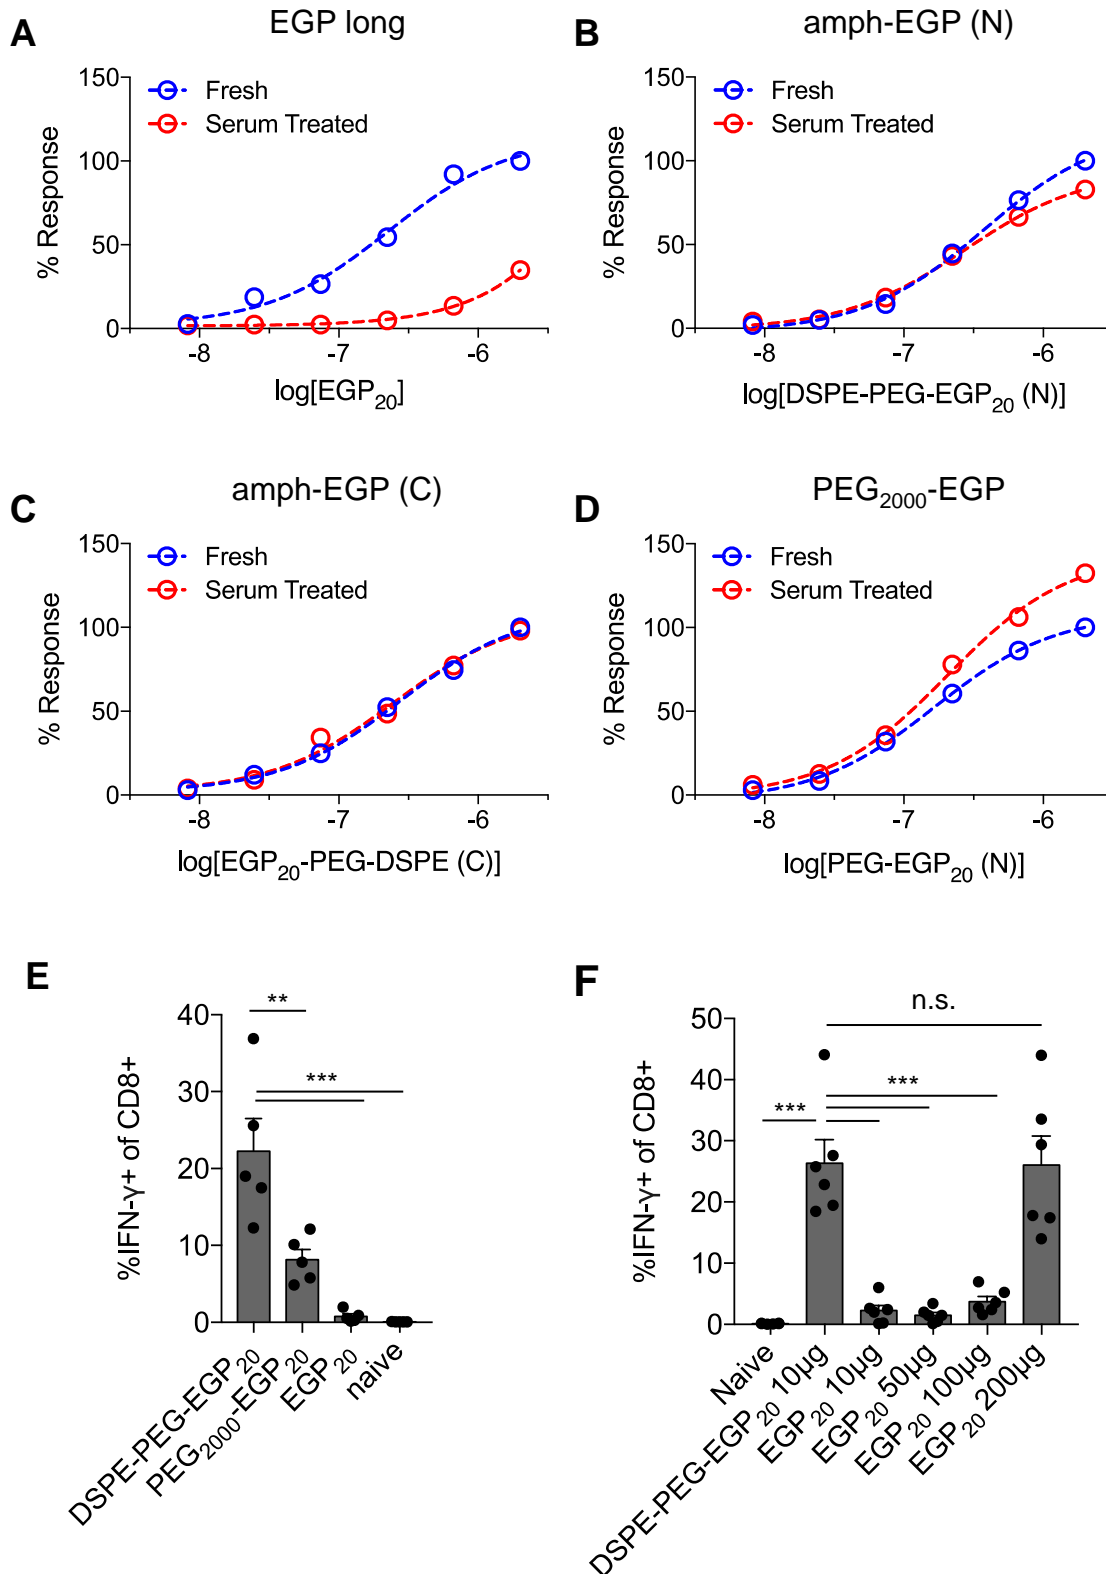 A
EGP long
Fresh
Serum Treated
150
100
50
0
% Response
-8
-7
-6
log[EGP20]
B
amph-EGP (N)
Fresh
Serum Treated
150
100
50
0
% Response
-8
-7
-6
log[DSPE-PEG-EGP20 (N)]
C
amph-EGP (C)
Fresh
Serum Treated
150
100
50
0
% Response
-8
-7
-6
log[EGP20-PEG-DSPE (C)]
D
PEG2000-EGP
Fresh
Serum Treated
150
100
50
0
% Response
-8
-7
-6
log[PEG-EGP20 (N)]
E
**
***
40
30
20
10
0
%IFN-γ+ of CD8+
DSPE-PEG-EGP20
PEG2000-EGP20
EGP20
naive
F
n.s.
***
***
50
40
30
20
10
0
%IFN-γ+ of CD8+
Naive
DSPE-PEG-EGP20 10µg
EGP20 10µg
EGP20 50µg
EGP20 100µg
EGP20 200µg